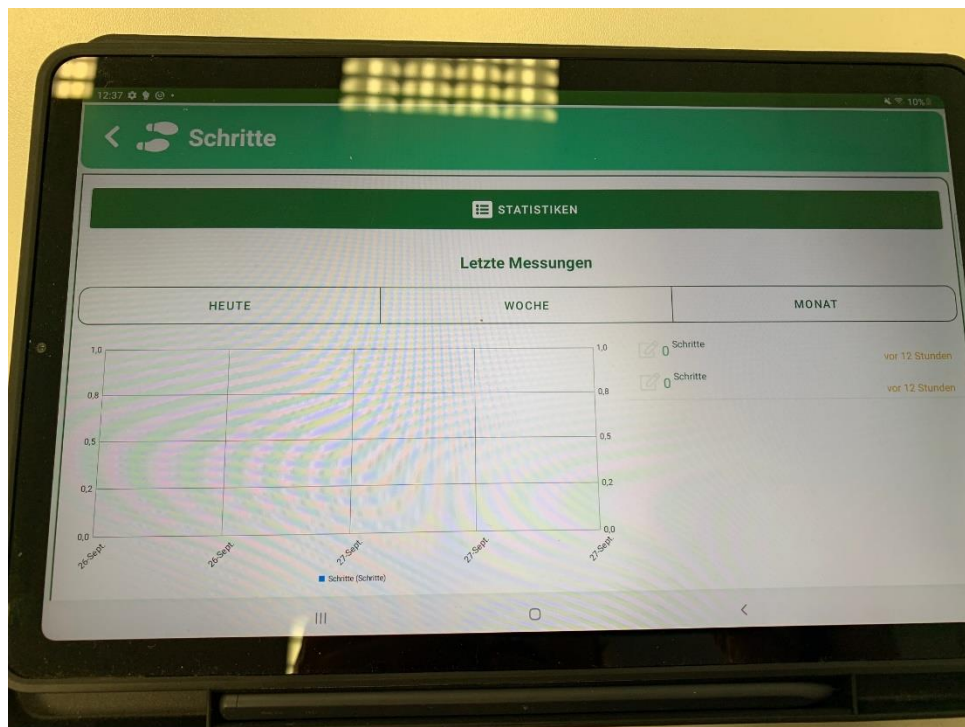 12:37
10%
Schritte
STATISTIKEN
Letzte Messungen
HEUTE
WOCHE
MONAT
1,0
0,8
0,5
0,2
0,0
1,0
0,8
0,5
0,2
0,0
26-Sept.
26-Sept.
27-Sept.
27-Sept.
27-Sept.
Schritte (Schritte)
0 Schritte
vor 12 Stunden
0 Schritte
vor 12 Stunden